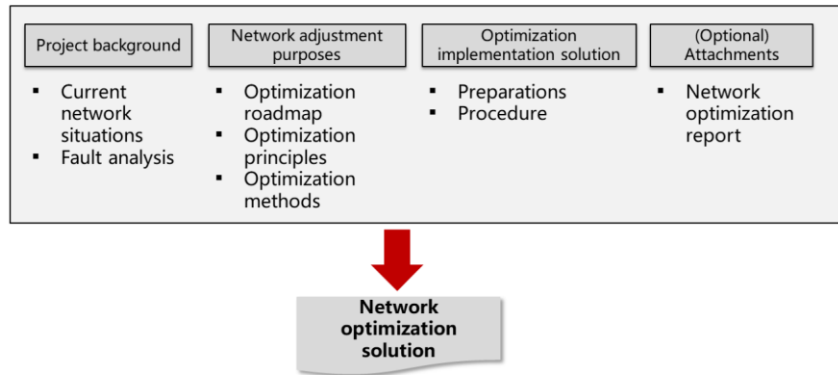 Project background
Network adjustment
purposes
Optimization
implementation solution
(Optional)
Attachments
▪ Current
network
situations
▪ Fault analysis
▪ Optimization
roadmap
▪ Optimization
principles
▪ Optimization
methods
▪ Preparations
▪ Procedure
▪ Network
optimization
report
Network
optimization
solution